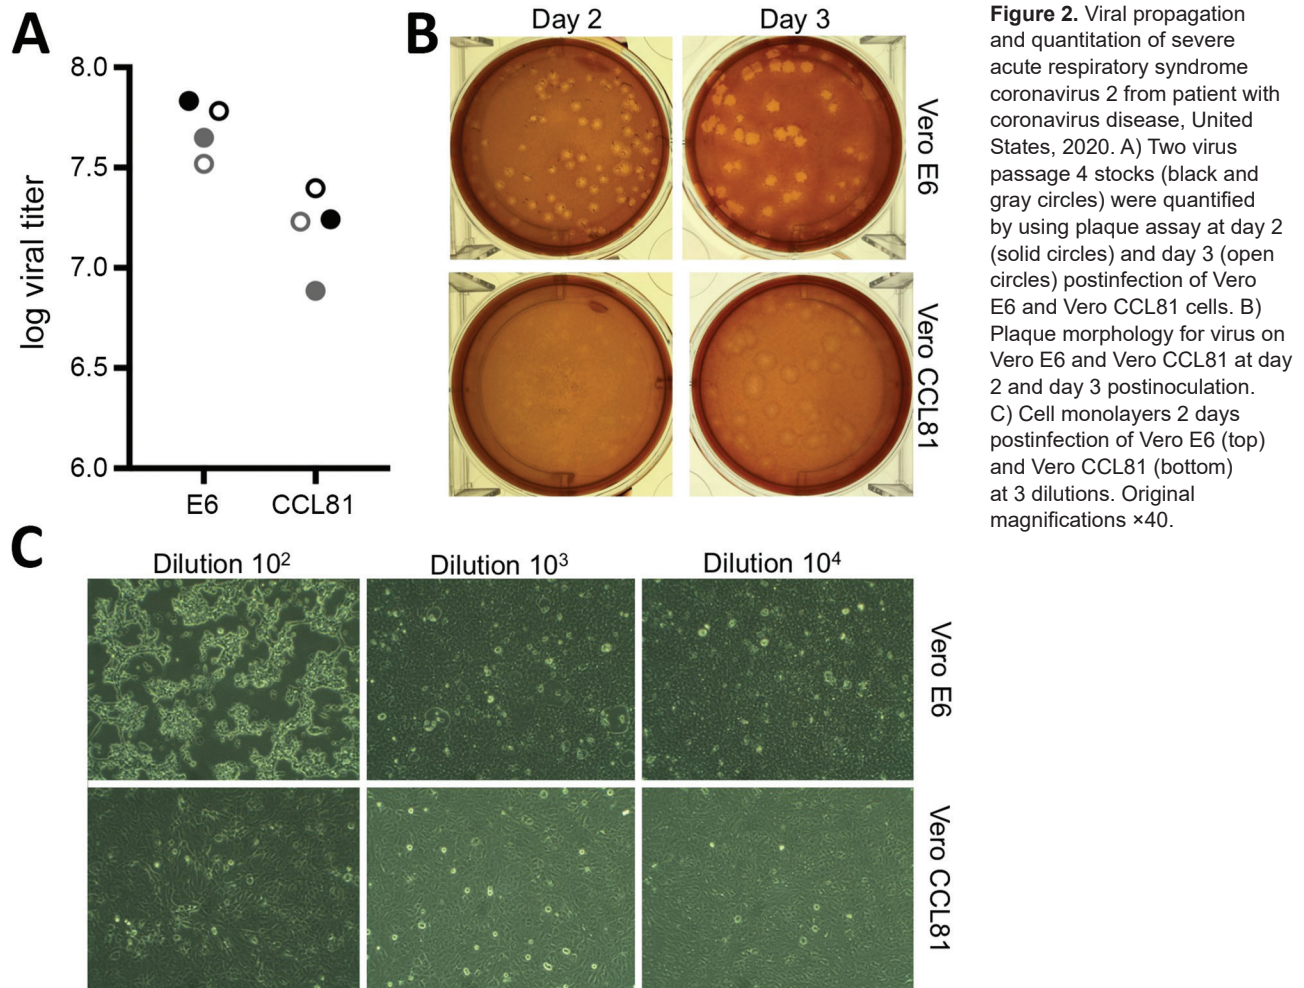 A
8.0
7.5
7.0
6.5
6.0
log viral titer
E6
CCL81
B
Day 2
Day 3
Vero E6
Vero CCL81
Figure 2. Viral propagation
and quantitation of severe
acute respiratory syndrome
coronavirus 2 from patient with
coronavirus disease, United
States, 2020. A) Two virus
passage 4 stocks (black and
gray circles) were quantified
by using plaque assay at day 2
(solid circles) and day 3 (open
circles) postinfection of Vero
E6 and Vero CCL81 cells. B)
Plaque morphology for virus on
Vero E6 and Vero CCL81 at day
2 and day 3 postinoculation.
C) Cell monolayers 2 days
postinfection of Vero E6 (top)
and Vero CCL81 (bottom)
at 3 dilutions. Original
magnifications ×40.
C
Dilution 10²
Dilution 10³
Dilution 10⁴
Vero E6
Vero CCL81